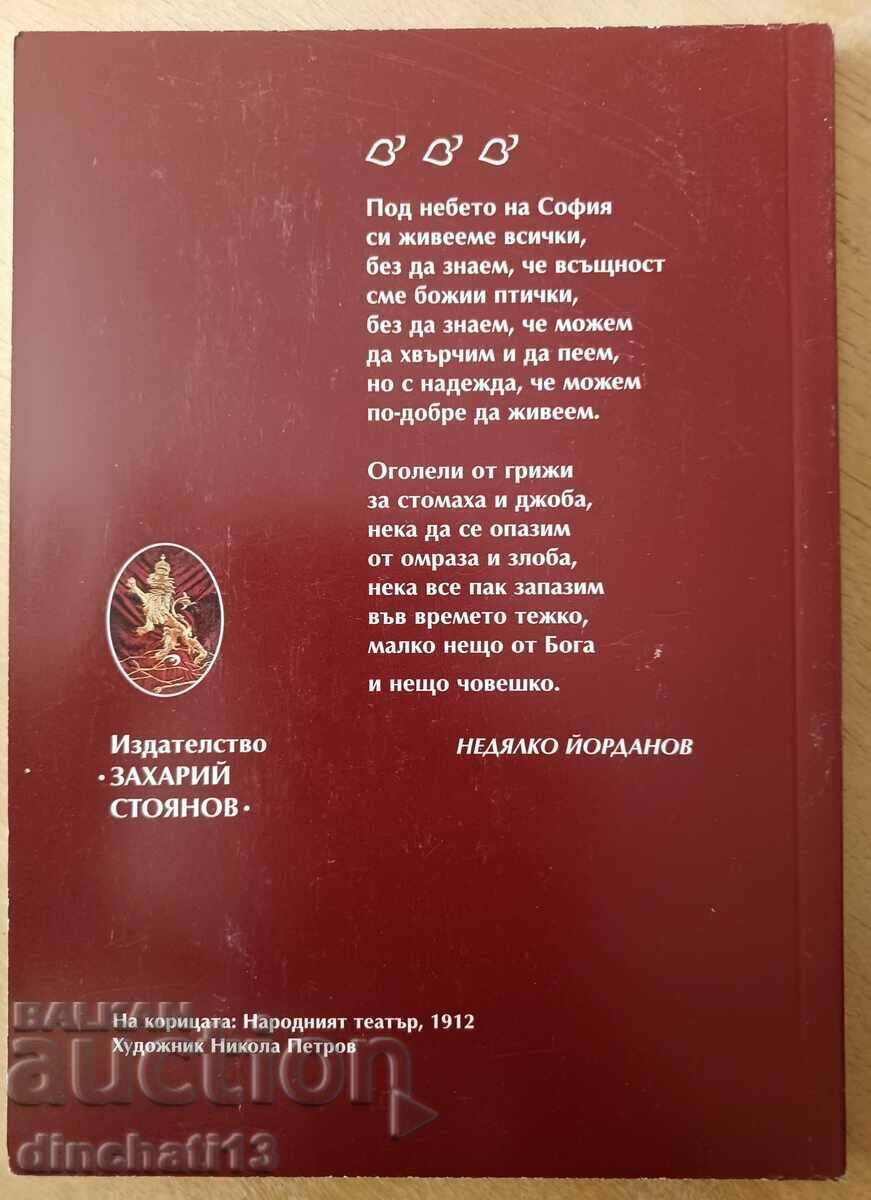 Под небето на София
си живееме всички,
без да знаем, че всъщност
сме божии птички,
без да знаем, че можем
да хвърчим и да пеем,
но с надежда, че можем
по-добре да живеем.
Оголели от грижи
за стомаха и джоба,
нека да се опазим
от омраза и злоба,
нека все пак запазим
във времето тежко,
малко нещо от Бога
и нещо човешко.
НЕДЯЛКО ЙОРДАНОВ
Издателство
•ЗАХАРИЙ
СТОЯНОВ•
На корицата: Народният театър, 1912
Художник Никола Петров
BALKAN
auction
dinchati13